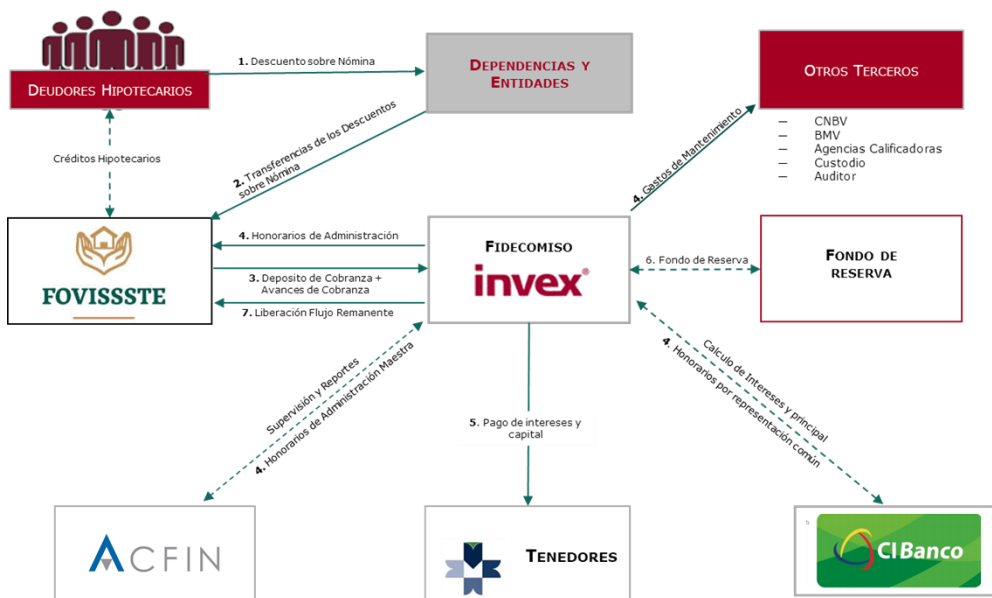 DEUDORES HIPOTECARIOS
1. Descuento sobre Nómina
DEPENDENCIAS Y
ENTIDADES
OTROS TERCEROS
— CNBV
— BMV
— Agencias Calificadoras
— Custodio
— Auditor
Créditos Hipotecarios
2. Transferencias de los Descuentos
sobre Nómina
4. Gastos de Mantenimiento
FOVISSSTE
4. Honorarios de Administración
3. Deposito de Cobranza +
Avances de Cobranza
7. Liberación Flujo Remanente
FIDECOMISO
invex®
6. Fondo de Reserva
FONDO DE
RESERVA
Supervisión y Reportes
4. Honorarios de Administración Maestra
5. Pago de intereses y
capital
Calculo de Intereses y principal
4. Honorarios por representación común
ACFIN
TENEDORES
CIBanco